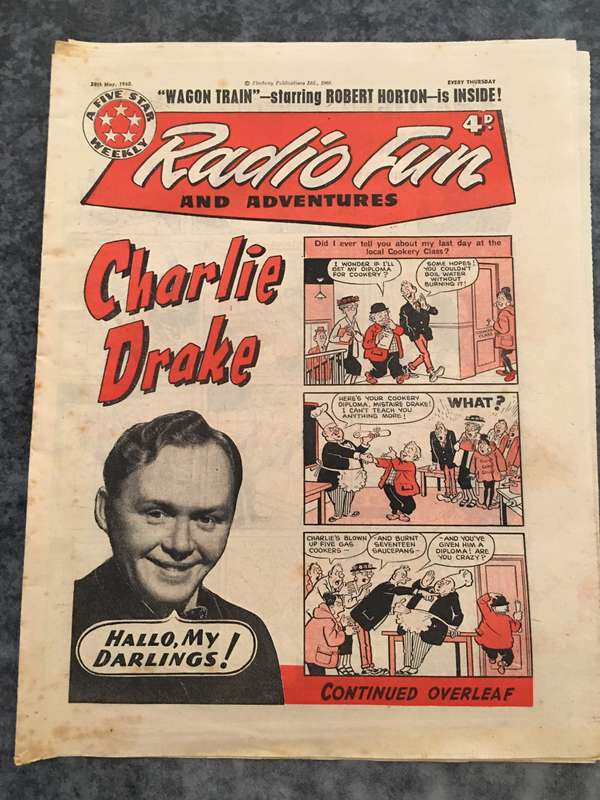 28th May, 1960.
© Fleetway Publications Ltd., 1960.
EVERY THURSDAY
"WAGON TRAIN"—starring ROBERT HORTON—is INSIDE!
A FIVE STAR WEEKLY
4D.
Radio Fun
AND ADVENTURES
Charlie
Drake
HALLO, MY
DARLINGS!
Did I ever tell you about my last day at the
local Cookery Class?
I WONDER IF I'LL
GET MY DIPLOMA
FOR COOKERY?
SOME HOPES!
YOU COULDN'T
BOIL WATER
WITHOUT
BURNING IT!
COOKERY
CLASS
HERE'S YOUR COOKERY
DIPLOMA, MISTAIRE DRAKE!
I CAN'T TEACH YOU
ANYTHING MORE!
WHAT?
CHARLIE'S BLOWN
UP FIVE GAS
COOKERS—
—AND BURNT
SEVENTEEN
SAUCEPANS—
—AND YOU'VE
GIVEN HIM A
DIPLOMA! ARE
YOU CRAZY?
CONTINUED OVERLEAF